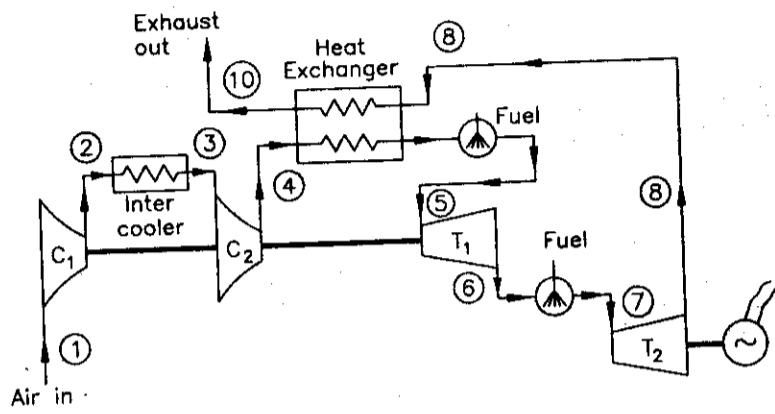 Exhaust
out
Heat
Exchanger
8
10
Fuel
2
3
4
Inter
cooler
5
8
C1
C2
T1
Fuel
6
7
1
T2
~
Air in